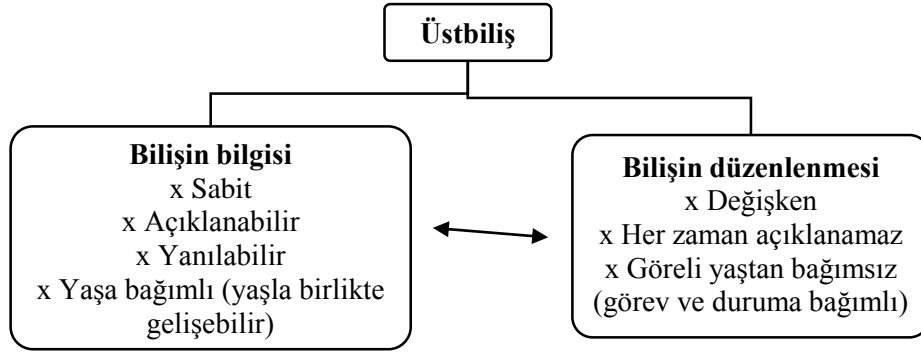 Üstbiliş
Bilişin bilgisi
x Sabit
x Açıklanabilir
x Yanılabilir
x Yaşa bağımlı (yaşla birlikte
gelişebilir)
Bilişin düzenlenmesi
x Değişken
x Her zaman açıklanamaz
x Göreli yaştan bağımsız
(görev ve duruma bağımlı)